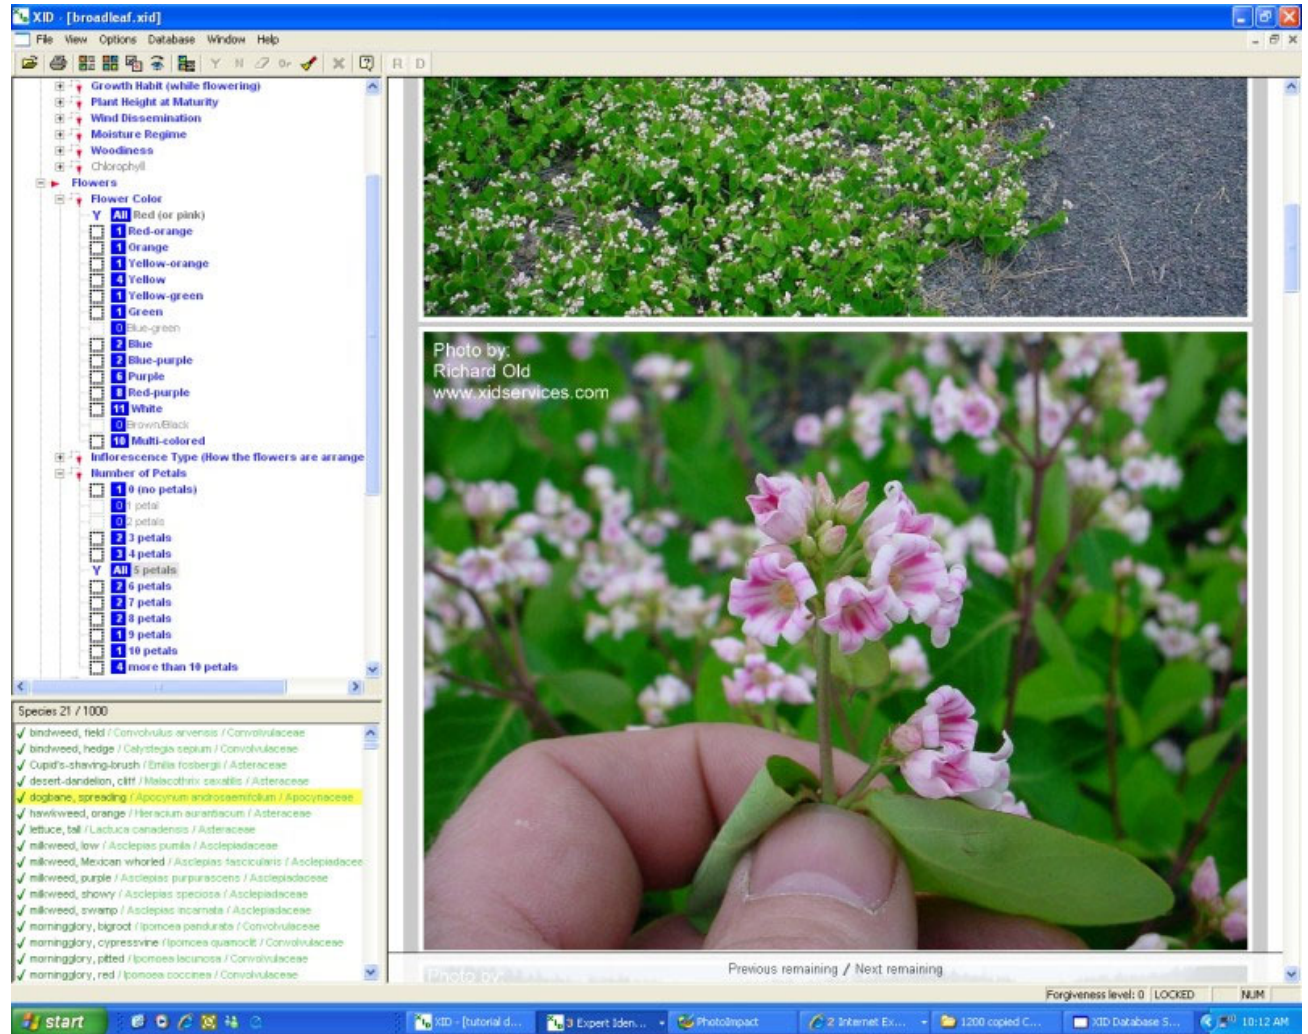 XID - [broadleaf.xid]
File View Options Database Window Help
Y N Or R D
Growth Habit (while flowering)
Plant Height at Maturity
Wind Dissemination
Moisture Regime
Woodiness
Chlorophyll
Flowers
Flower Color
Y All Red (or pink)
1 Red-orange
1 Orange
1 Yellow-orange
4 Yellow
1 Yellow-green
1 Green
0 Blue-green
2 Blue
2 Blue-purple
6 Purple
8 Red-purple
11 White
0 Brown/Black
10 Multi-colored
Inflorescence Type (How the flowers are arrange
Number of Petals
1 0 (no petals)
0 1 petal
0 2 petals
2 3 petals
3 4 petals
Y All 5 petals
2 6 petals
2 7 petals
2 8 petals
1 9 petals
1 10 petals
4 more than 10 petals
Species 21 / 1000
bindweed, field / Convolvulus arvensis / Convolvulaceae
bindweed, hedge / Calystegia sepium / Convolvulaceae
Cupid's-shaving-brush / Emilia fosbergii / Asteraceae
desert-dandelion, cliff / Malacothrix saxatilis / Asteraceae
dogbane, spreading / Apocynum androsaemifolium / Apocynaceae
hawkweed, orange / Hieracium aurantiacum / Asteraceae
lettuce, tall / Lactuca canadensis / Asteraceae
milkweed, low / Asclepias pumila / Asclepiadaceae
milkweed, Mexican whorled / Asclepias fascicularis / Asclepiadacee
milkweed, purple / Asclepias purpurascens / Asclepiadaceae
milkweed, showy / Asclepias speciosa / Asclepiadaceae
milkweed, swamp / Asclepias incarnata / Asclepiadaceae
morningglory, bigroot / Ipomoea pandurata / Convolvulaceae
morningglory, cypressvine / Ipomoea quamoclit / Convolvulaceae
morningglory, pitted / Ipomoea lacunosa / Convolvulaceae
morningglory, red / Ipomoea coccinea / Convolvulaceae
Photo by:
Richard Old
www.xidservices.com
Photo by:
Previous remaining / Next remaining
Forgiveness level: 0 LOCKED NUM
start
XID - [tutorial d...
3 Expert Iden...
PhotoImpact
2 Internet Ex...
1200 copied C...
XID Database S...
10:12 AM